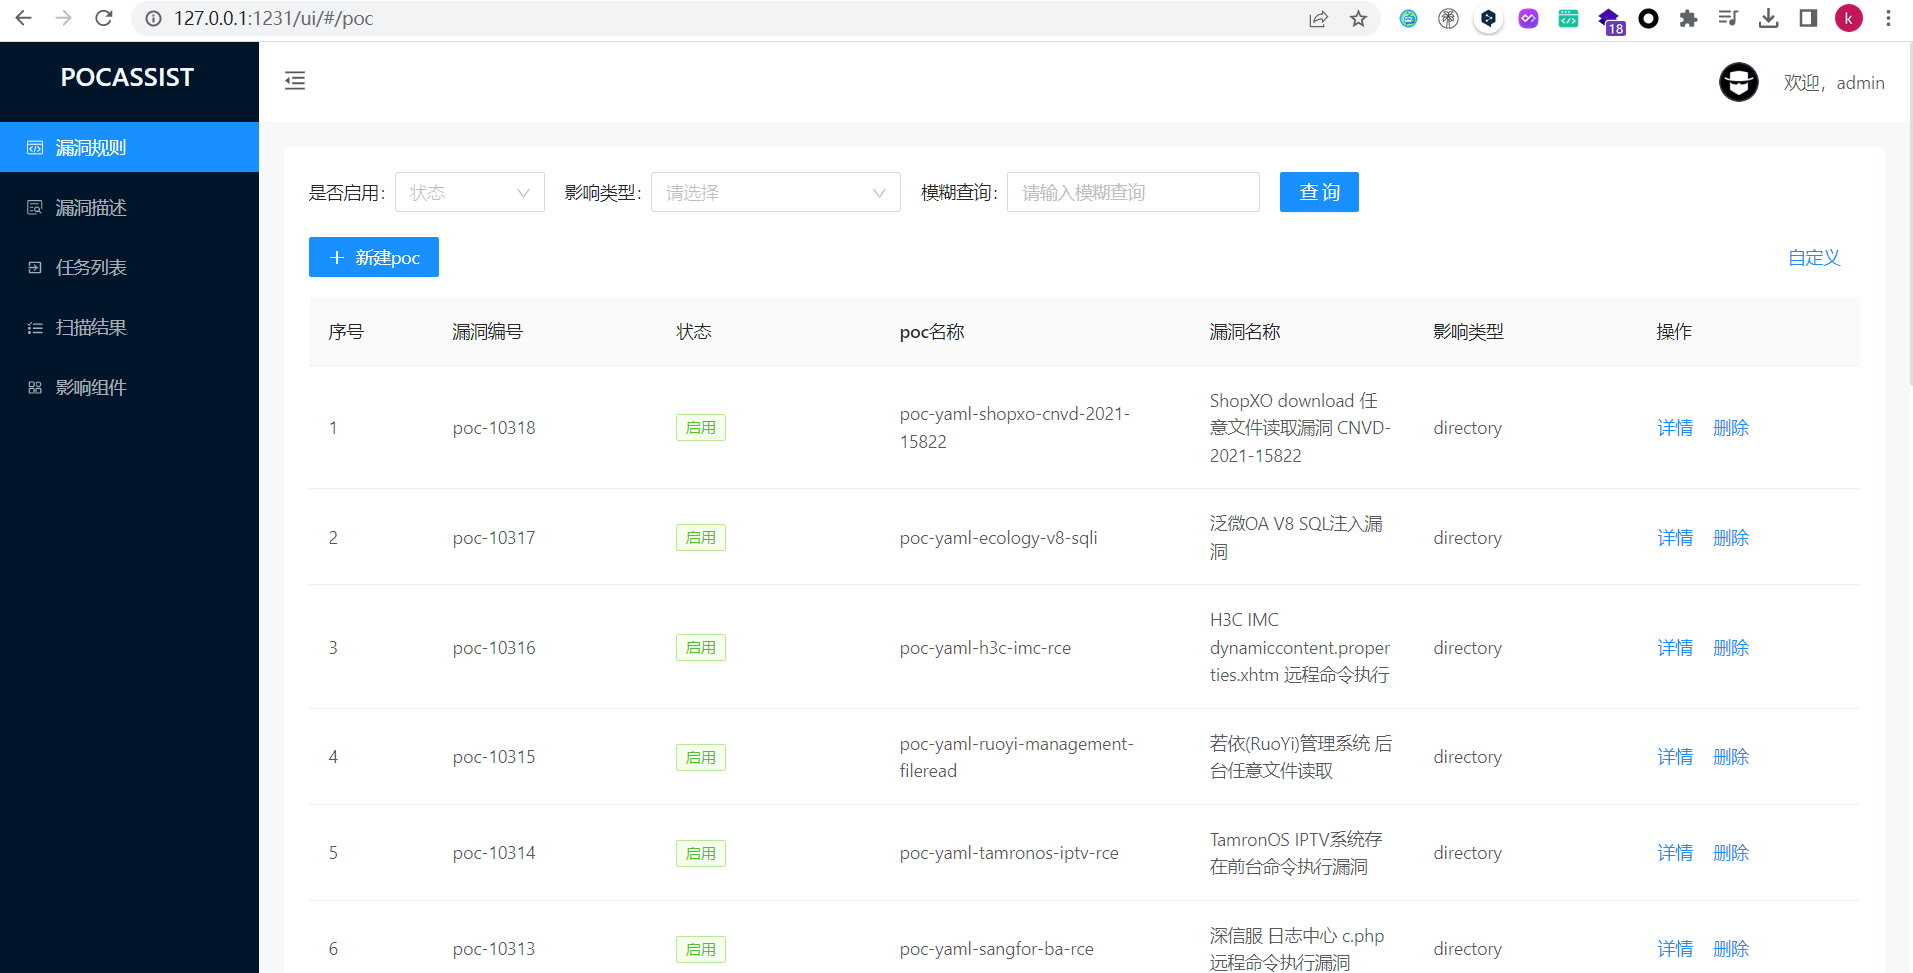 127.0.0.1:1231/ui/#/poc
18
k
POCASSIST
欢迎，admin
漏洞规则
漏洞描述
任务列表
扫描结果
影响组件
是否启用: 状态 影响类型: 请选择 模糊查询: 请输入模糊查询 查 询
新建poc
自定义
序号 漏洞编号 状态 poc名称 漏洞名称 影响类型 操作
1 poc-10318 启用 poc-yaml-shopxo-cnvd-2021-
15822
ShopXO download 任
意文件读取漏洞 CNVD-
2021-15822
directory 详情 删除
2 poc-10317 启用 poc-yaml-ecology-v8-sqli
泛微OA V8 SQL注入漏
洞
directory 详情 删除
3 poc-10316 启用 poc-yaml-h3c-imc-rce
H3C IMC
dynamiccontent.proper
ties.xhtm 远程命令执行
directory 详情 删除
4 poc-10315 启用 poc-yaml-ruoyi-management-
fileread
若依(RuoYi)管理系统 后
台任意文件读取
directory 详情 删除
5 poc-10314 启用 poc-yaml-tamronos-iptv-rce
TamronOS IPTV系统存
在前台命令执行漏洞
directory 详情 删除
6 poc-10313 启用 poc-yaml-sangfor-ba-rce
深信服 日志中心 c.php
远程命令执行漏洞
directory 详情 删除